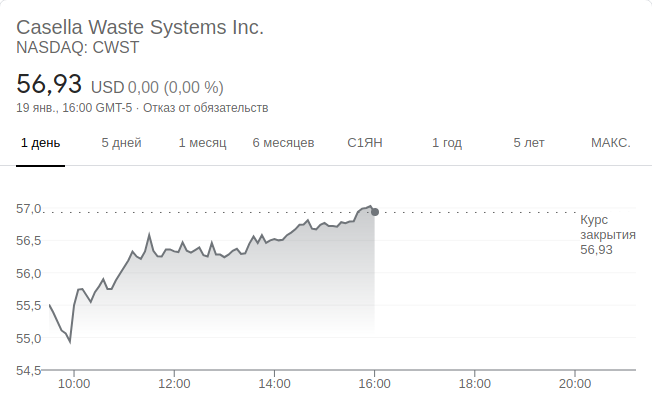 Casella Waste Systems Inc.
NASDAQ: CWST
56,93 USD 0,00 (0,00 %)
19 янв., 16:00 GMT-5 · Отказ от обязательств
1 день 5 дней 1 месяц 6 месяцев С1ЯН 1 год 5 лет МАКС.
57,0
Курс
закрытия
56,93
56,5
56,0
55,5
55,0
54,5
10:00 12:00 14:00 16:00 18:00 20:00